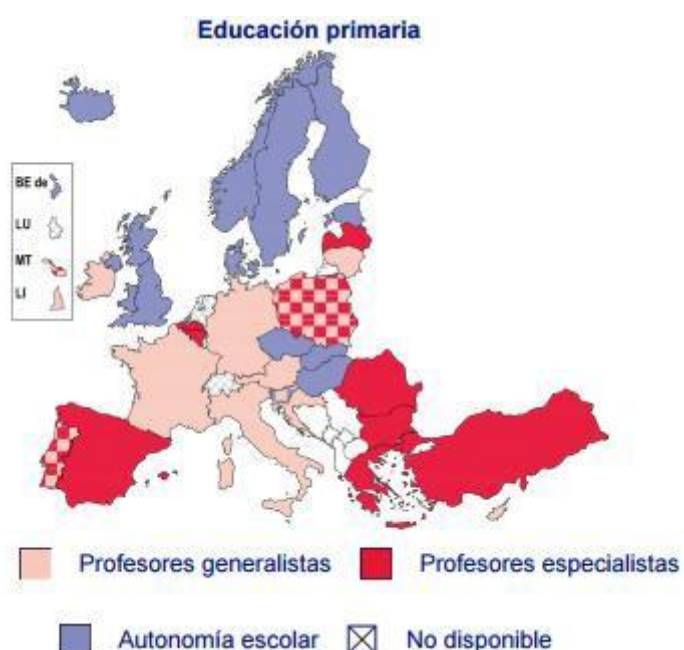 Educación primaria
BE de
LU
MT
LI
Profesores generalistas
Profesores especialistas
Autonomía escolar
No disponible